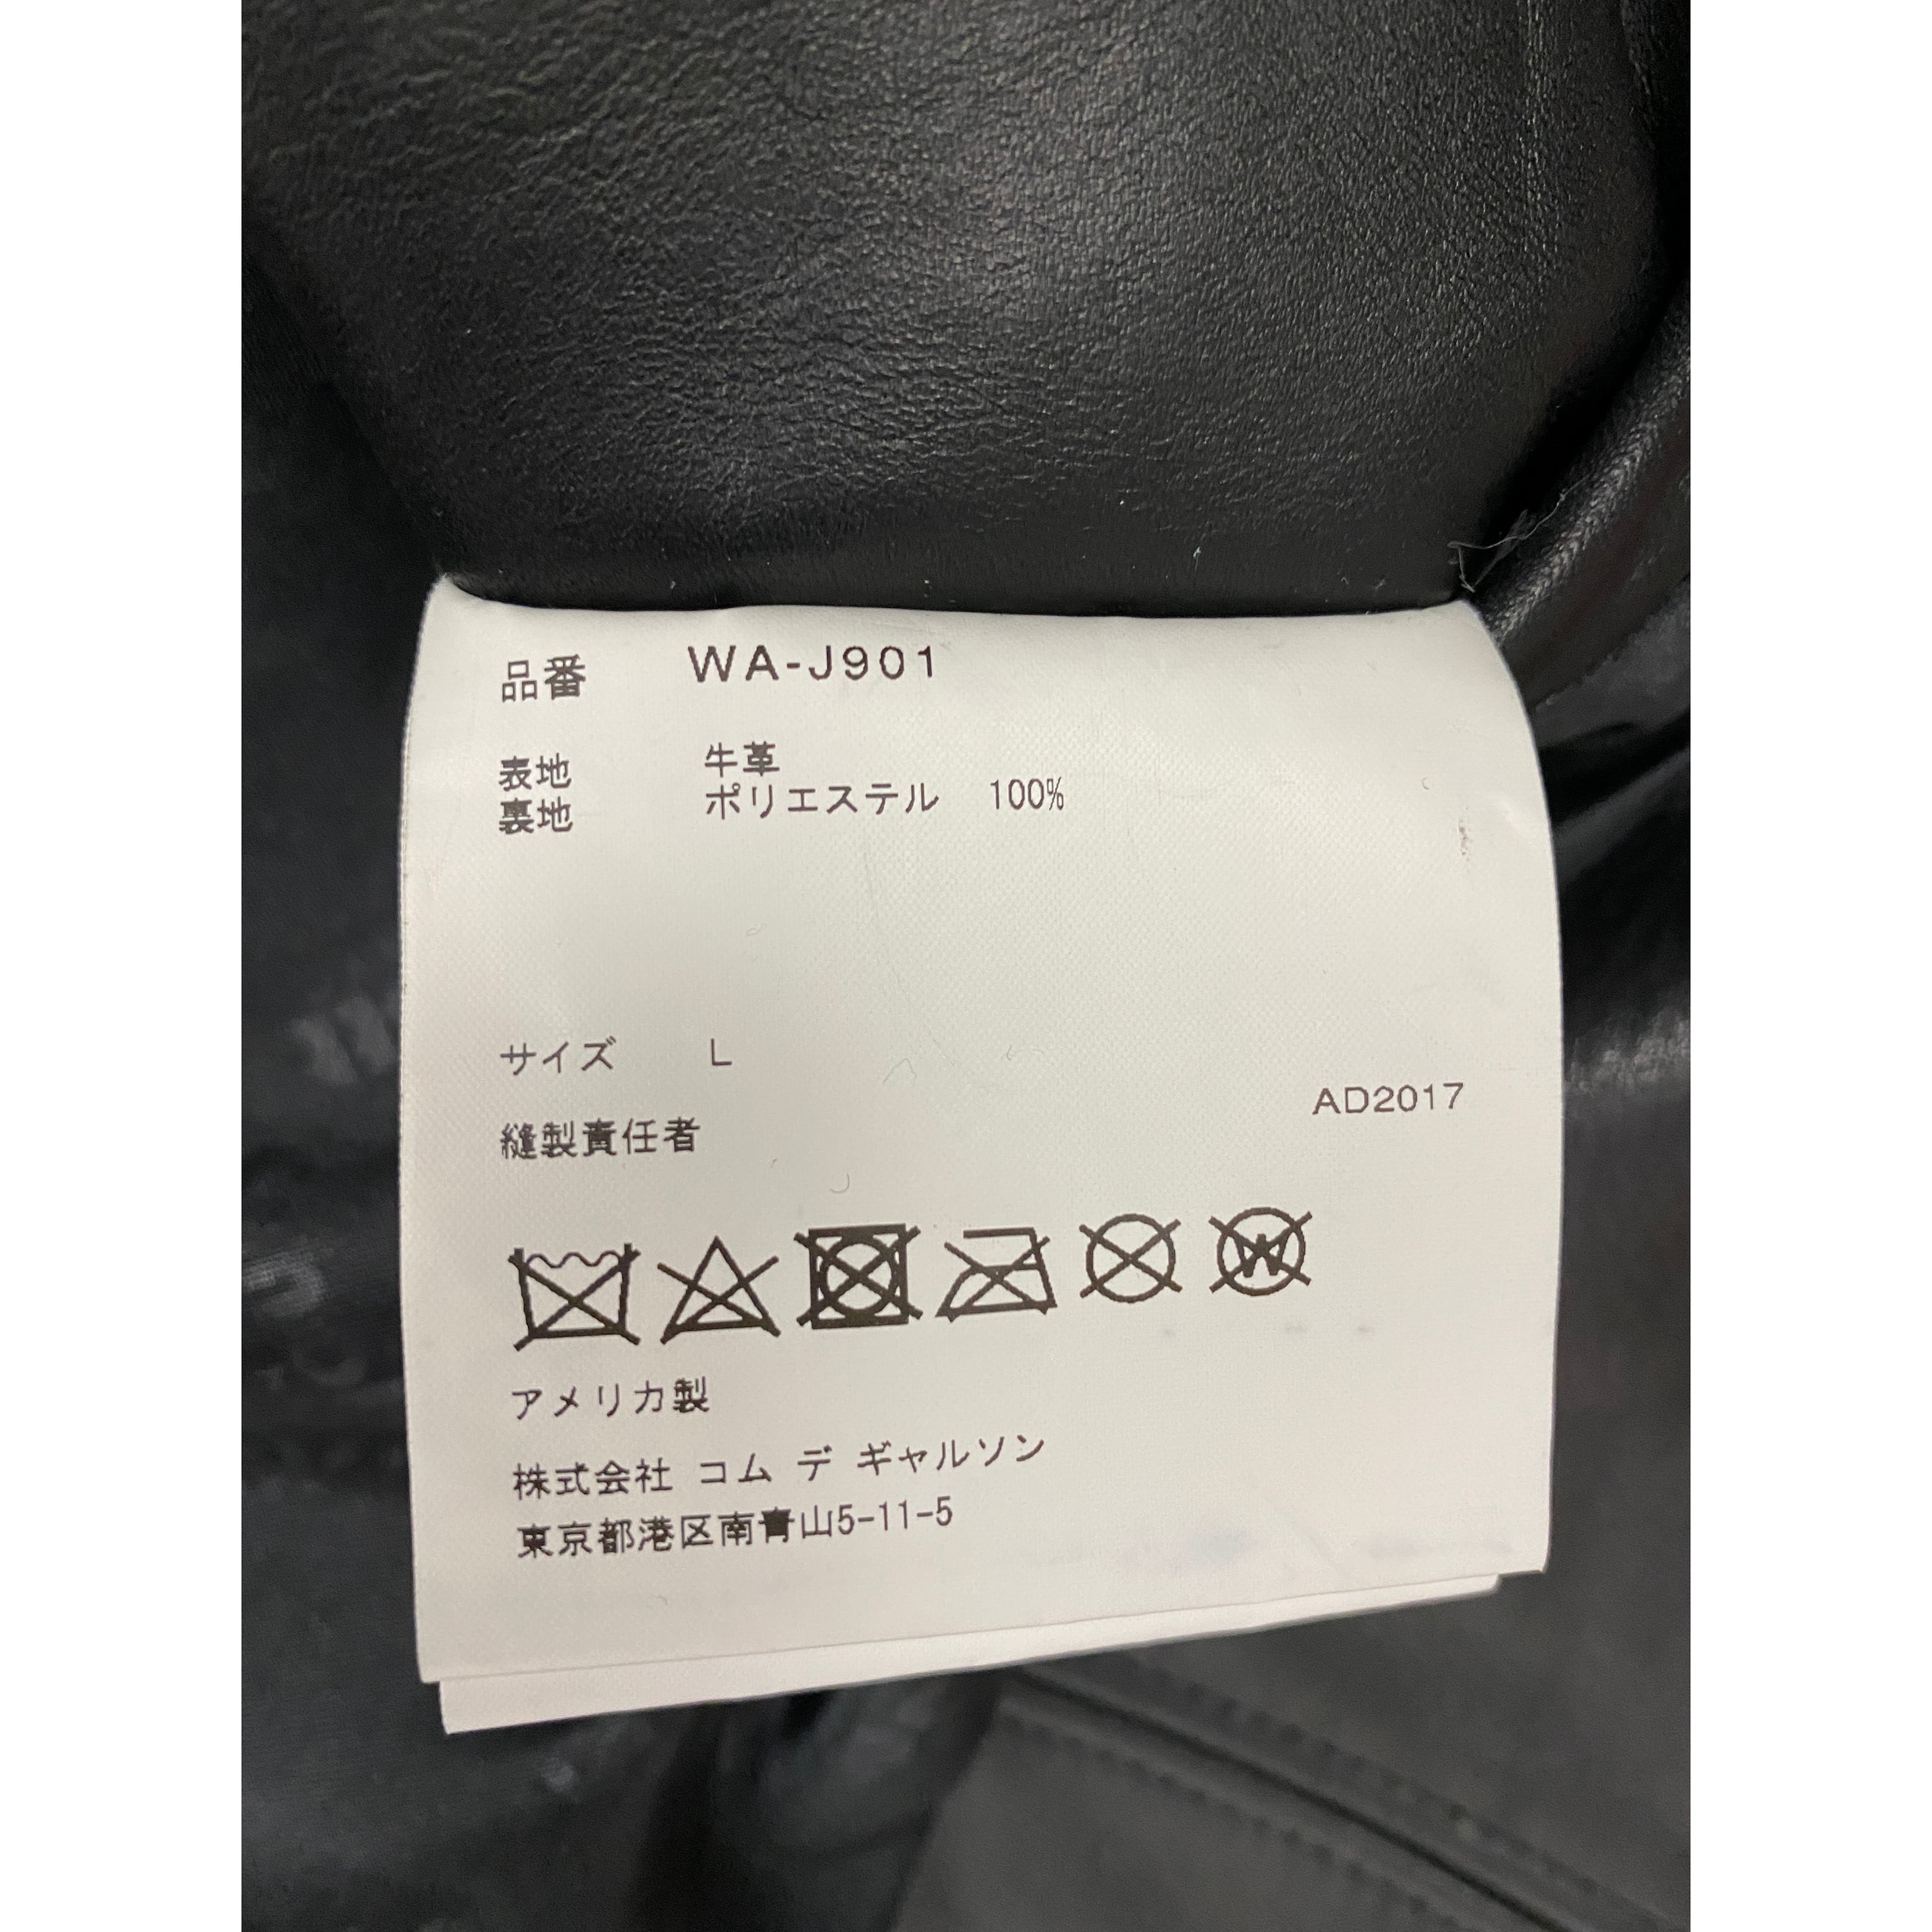 品番 WA-J901
表地 牛革
裏地 ポリエステル 100%
サイズ L
AD2017
縫製責任者
W
アメリカ製
株式会社 コム デ ギャルソン
東京都港区南青山5-11-5